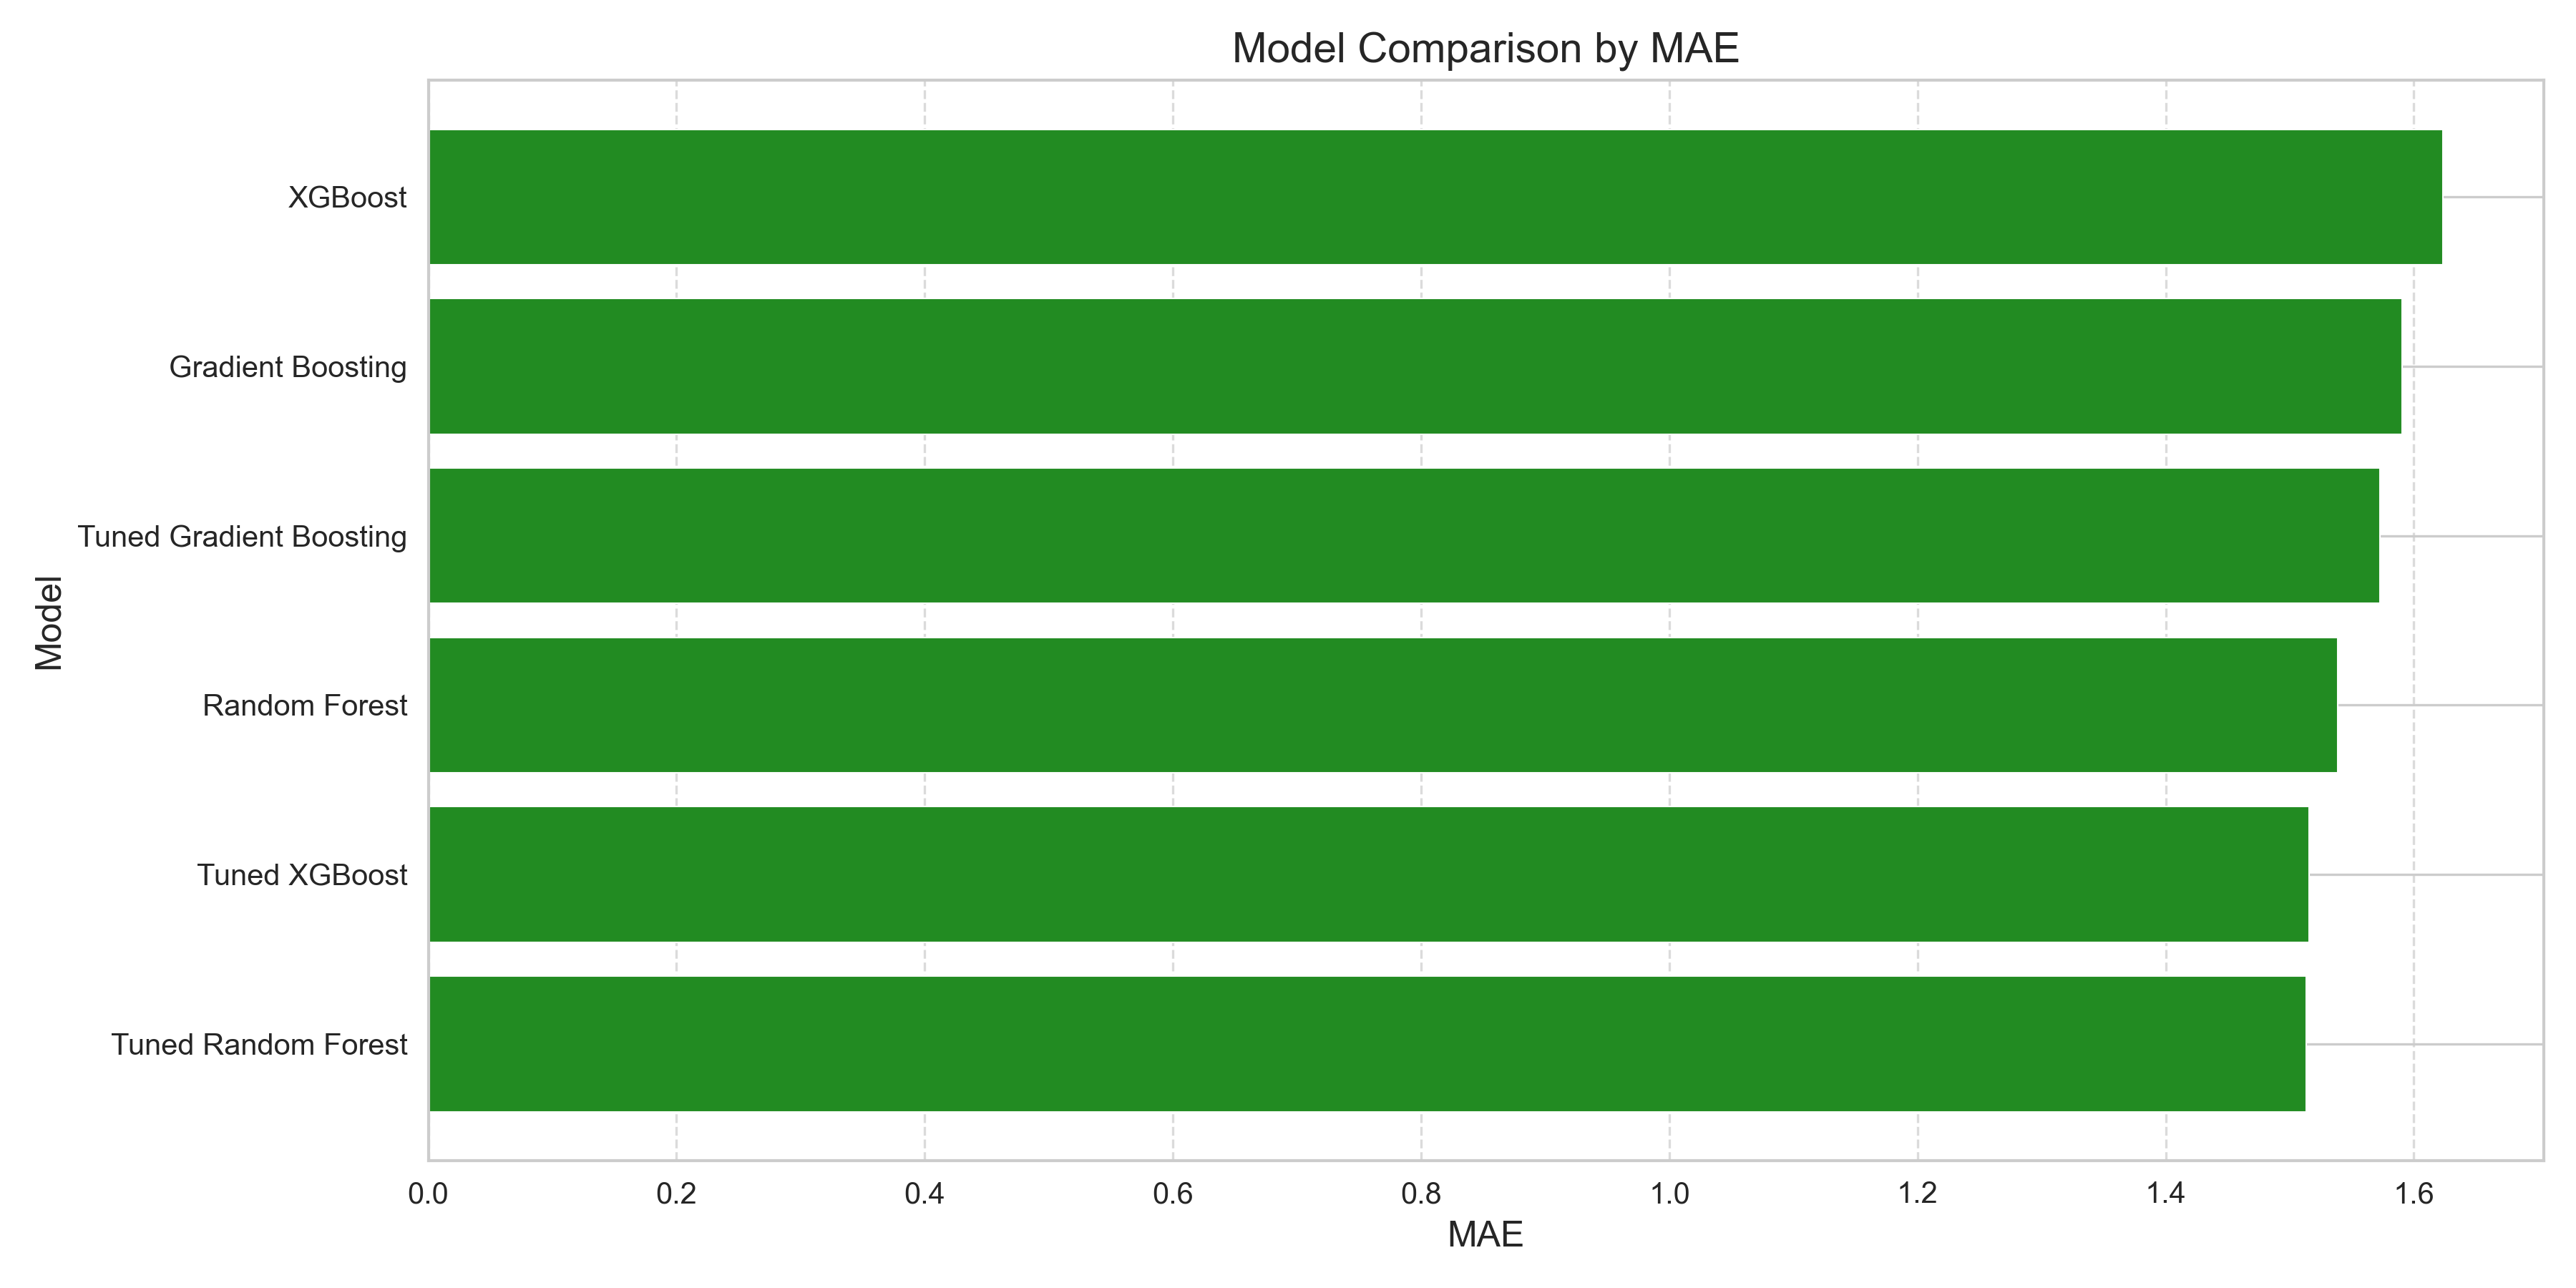 Model Comparison by MAE
XGBoost
Gradient Boosting
Tuned Gradient Boosting
Model
Random Forest
Tuned XGBoost
Tuned Random Forest
0.0 0.2 0.4 0.6 0.8 1.0 1.2 1.4 1.6
MAE